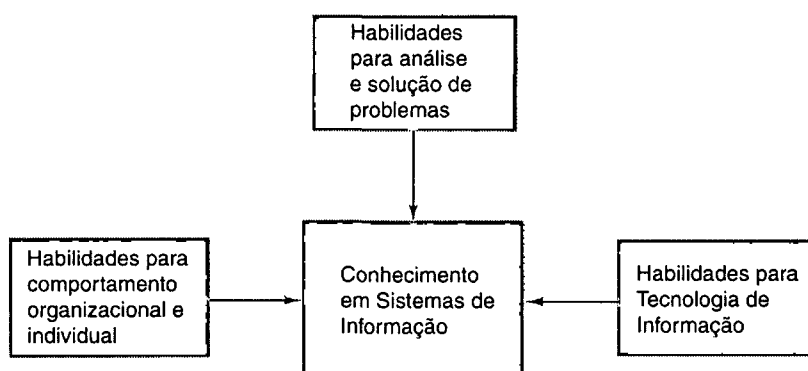 Habilidades
para análise
e solução de
problemas
Habilidades para
comportamento
organizacional e
individual
Conhecimento
em Sistemas de
Informação
Habilidades para
Tecnologia de
Informação